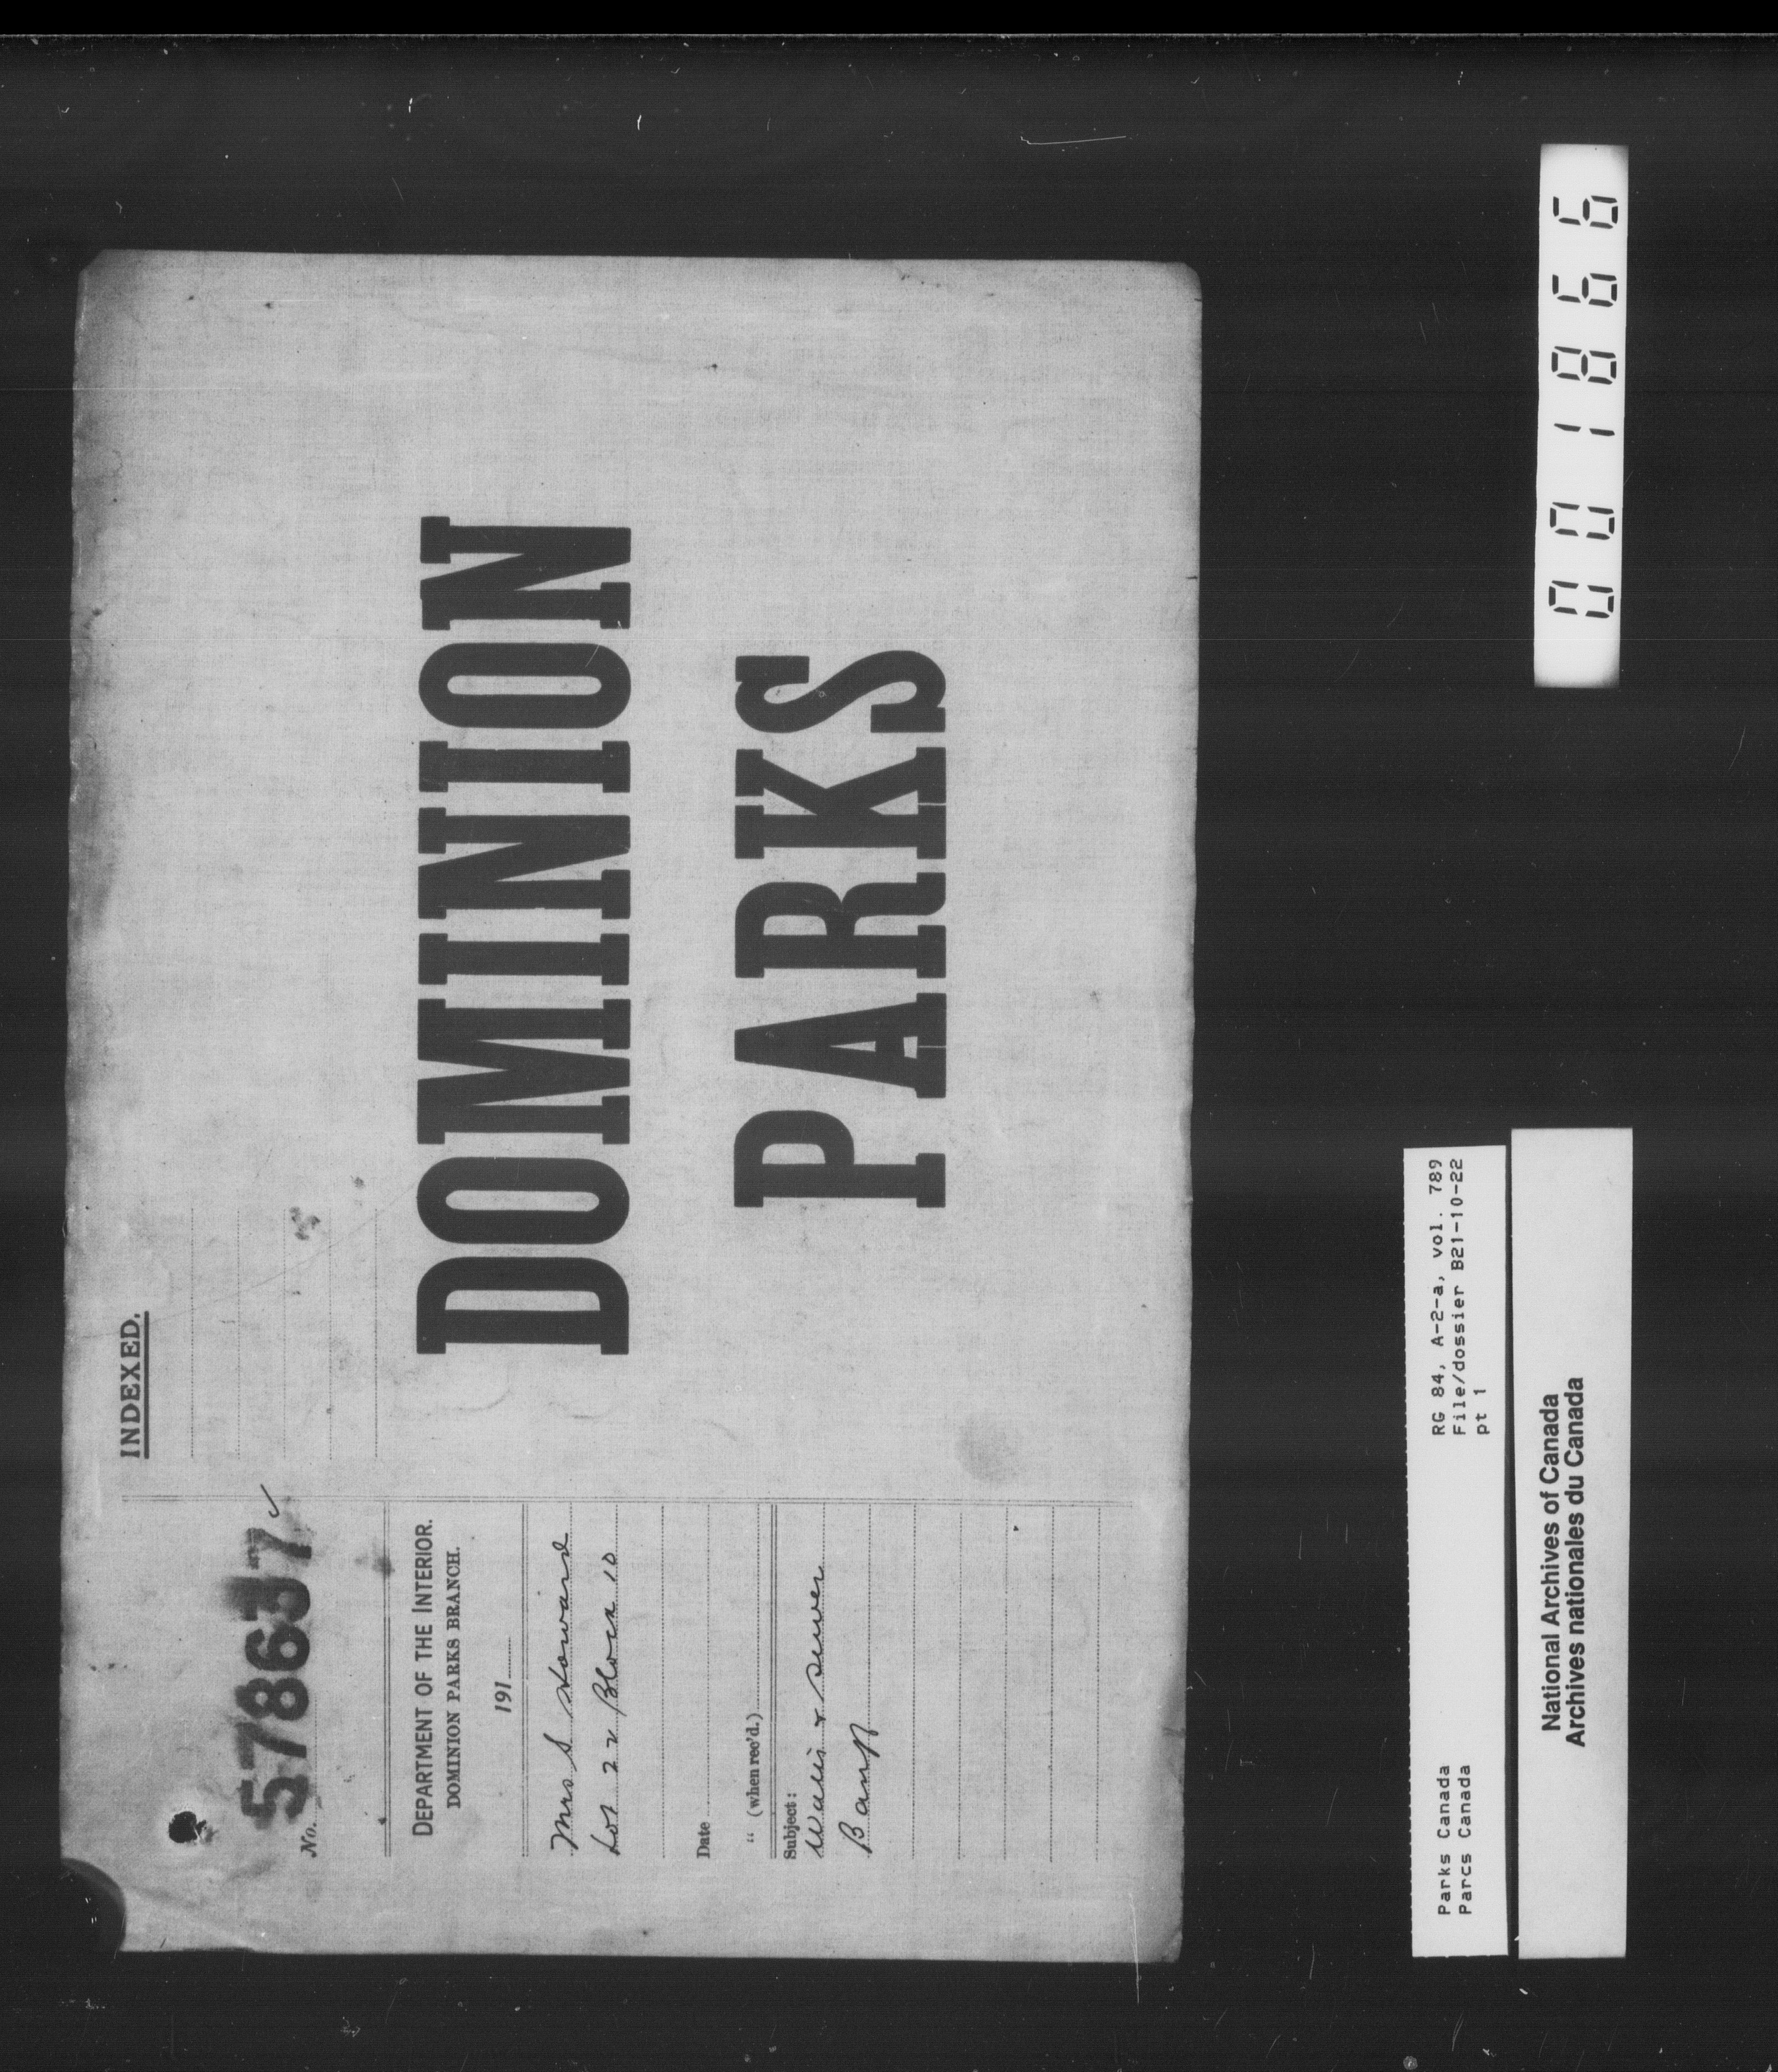 INDEXED.
No. 578637 ✓
DEPARTMENT OF THE INTERIOR.
DOMINION PARKS BRANCH.
191
Mrs S Howard
Lot 22 Block 10
Date
" (when rec'd.)
Subject:
Water & Sewer
Banff
DOMINION
PARKS
Parks Canada
Parcs Canada
RG 84, A-2-a, vol. 789
File/dossier B21-10-22
pt 1
National Archives of Canada
Archives nationales du Canada
001866